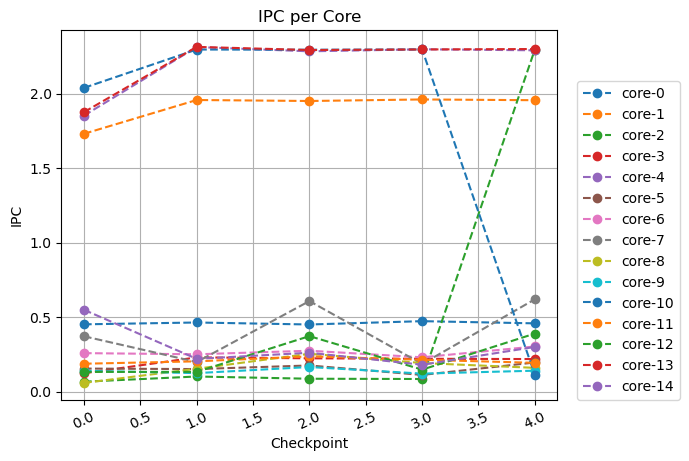 IPC per Core
IPC
2.0
1.5
1.0
0.5
0.0
0.0
0.5
1.0
1.5
2.0
2.5
3.0
3.5
4.0
Checkpoint
core-0
core-1
core-2
core-3
core-4
core-5
core-6
core-7
core-8
core-9
core-10
core-11
core-12
core-13
core-14